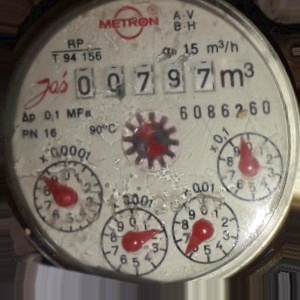 METRON
A-V
B-H
RP
T 94 156
qn 15 m³/h
Jaś 00797 m³
Δp 0,1 MPa
6086260
PN 16
90°C
x 0,0001
x 0,001
x 0,01
x 0,1